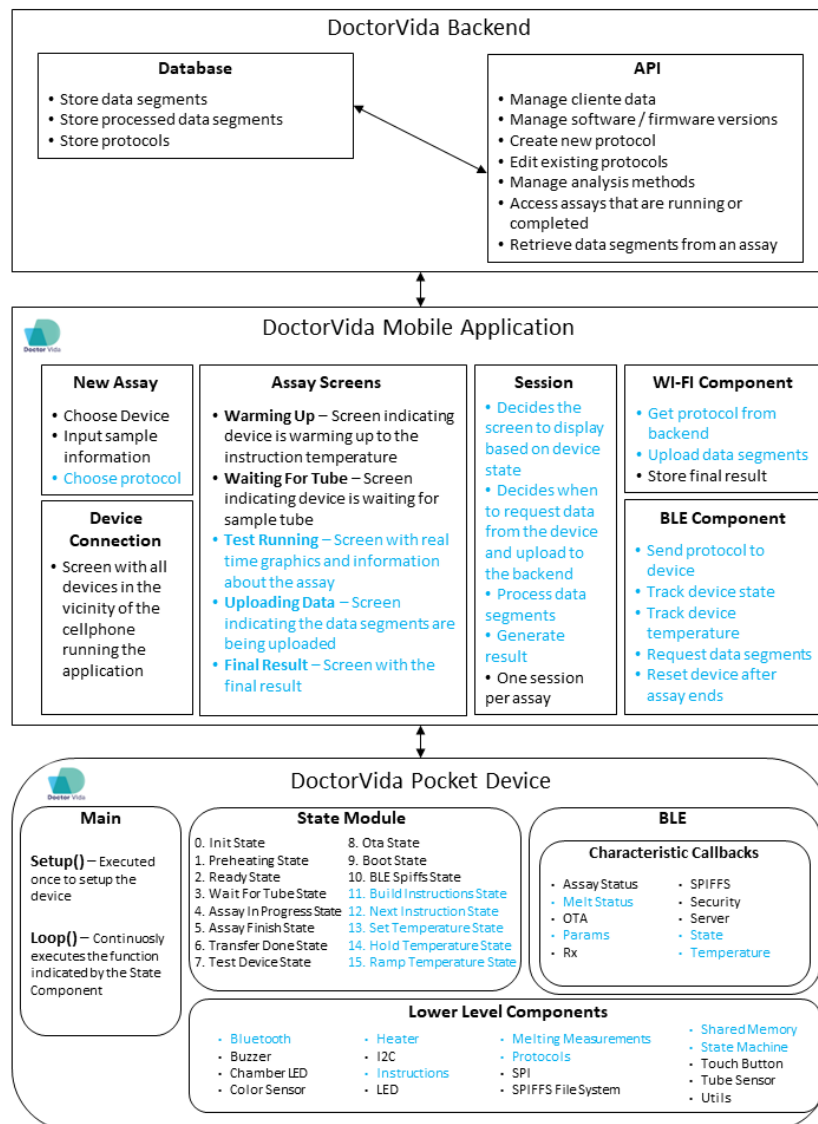 DoctorVida Backend
Database
• Store data segments
• Store processed data segments
• Store protocols
API
• Manage cliente data
• Manage software / firmware versions
• Create new protocol
• Edit existing protocols
• Manage analysis methods
• Access assays that are running or
completed
• Retrieve data segments from an assay
Doctor Vida
DoctorVida Mobile Application
New Assay
• Choose Device
• Input sample
information
• Choose protocol
Device
Connection
• Screen with all
devices in the
vicinity of the
cellphone
running the
application
Assay Screens
• Warming Up – Screen indicating
device is warming up to the
instruction temperature
• Waiting For Tube – Screen
indicating device is waiting for
sample tube
• Test Running – Screen with real
time graphics and information
about the assay
• Uploading Data – Screen
indicating the data segments are
being uploaded
• Final Result – Screen with the
final result
Session
• Decides the
screen to display
based on device
state
• Decides when
to request data
from the device
and upload to
the backend
• Process data
segments
• Generate
result
• One session
per assay
WI-FI Component
• Get protocol from
backend
• Upload data segments
• Store final result
BLE Component
• Send protocol to
device
• Track device state
• Track device
temperature
• Request data segments
• Reset device after
assay ends
Doctor Vida
DoctorVida Pocket Device
Main
Setup() – Executed
once to setup the
device
Loop() – Continuosly
executes the function
indicated by the State
Component
State Module
0. Init State
1. Preheating State
2. Ready State
3. Wait For Tube State
4. Assay In Progress State
5. Assay Finish State
6. Transfer Done State
7. Test Device State
8. Ota State
9. Boot State
10. BLE Spiffs State
11. Build Instructions State
12. Next Instruction State
13. Set Temperature State
14. Hold Temperature State
15. Ramp Temperature State
BLE
Characteristic Callbacks
• Assay Status
• Melt Status
• OTA
• Params
• Rx
• SPIFFS
• Security
• Server
• State
• Temperature
Lower Level Components
• Bluetooth
• Buzzer
• Chamber LED
• Color Sensor
• Heater
• I2C
• Instructions
• LED
• Melting Measurements
• Protocols
• SPI
• SPIFFS File System
• Shared Memory
• State Machine
• Touch Button
• Tube Sensor
• Utils